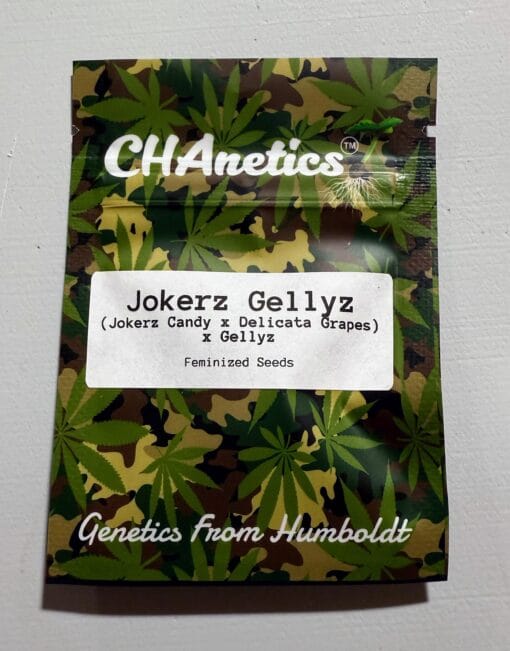 CHAnetics™
Jokerz Gellyz
(Jokerz Candy x Delicata Grapes)
x Gellyz
Feminized Seeds
Genetics From Humboldt